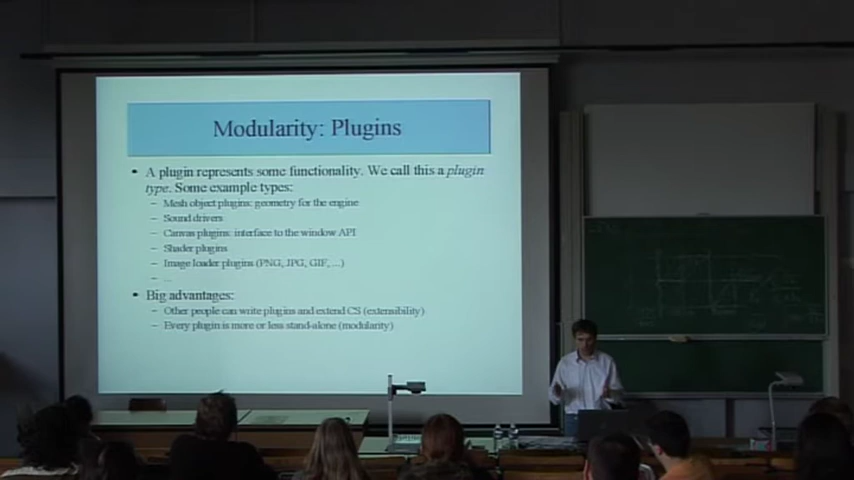 Modularity: Plugins
• A plugin represents some functionality. We call this a plugin
type. Some example types:
– Mesh object plugins: geometry for the engine
– Sound drivers
– Canvas plugins: interface to the window API
– Shader plugins
– Image loader plugins (PNG, JPG, GIF, ...)
– ...
• Big advantages:
– Other people can write plugins and extend CS (extensibility)
– Every plugin is more or less stand-alone (modularity)